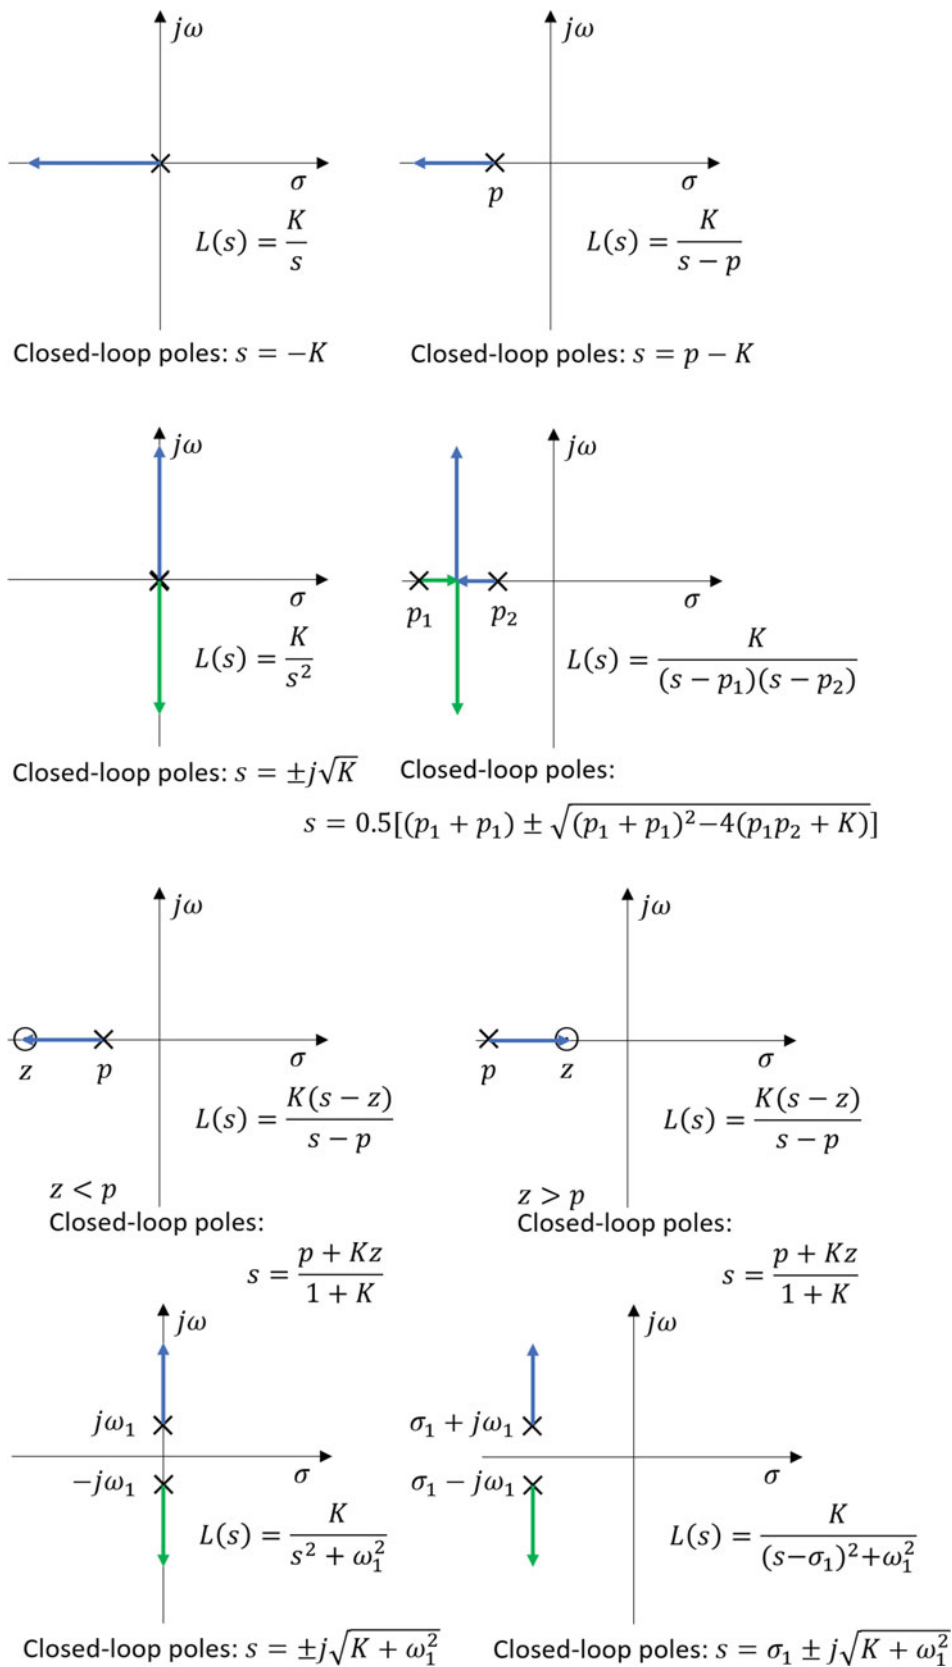 jω
σ
L(s) = K/s
Closed-loop poles: s = −K
jω
σ
p
L(s) = K/(s − p)
Closed-loop poles: s = p − K
jω
σ
L(s) = K/s²
Closed-loop poles: s = ±j√K
jω
σ
p₁ p₂
L(s) = K/((s − p₁)(s − p₂))
Closed-loop poles:
s = 0.5[(p₁ + p₁) ± √((p₁ + p₁)²−4(p₁p₂ + K))]
jω
σ
z p
L(s) = K(s − z)/(s − p)
z < p
Closed-loop poles:
s = (p + Kz)/(1 + K)
jω
σ
p z
L(s) = K(s − z)/(s − p)
z > p
Closed-loop poles:
s = (p + Kz)/(1 + K)
jω
jω₁
σ
−jω₁
L(s) = K/(s² + ω₁²)
Closed-loop poles: s = ±j√(K + ω₁²)
jω
σ₁ + jω₁
σ
σ₁ − jω₁
L(s) = K/((s−σ₁)²+ω₁²)
Closed-loop poles: s = σ₁ ± j√(K + ω₁²)